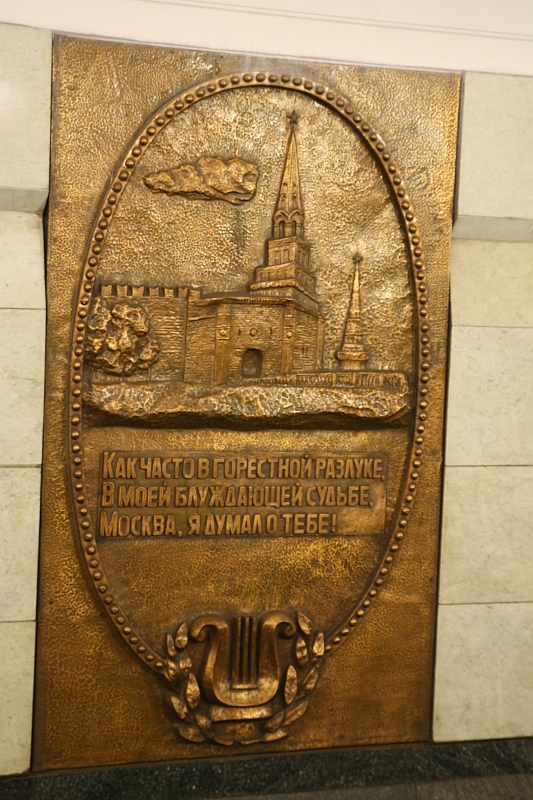 Как часто в горестной разлуке,
В моей блуждающей судьбе,
Москва, я думал о тебе!